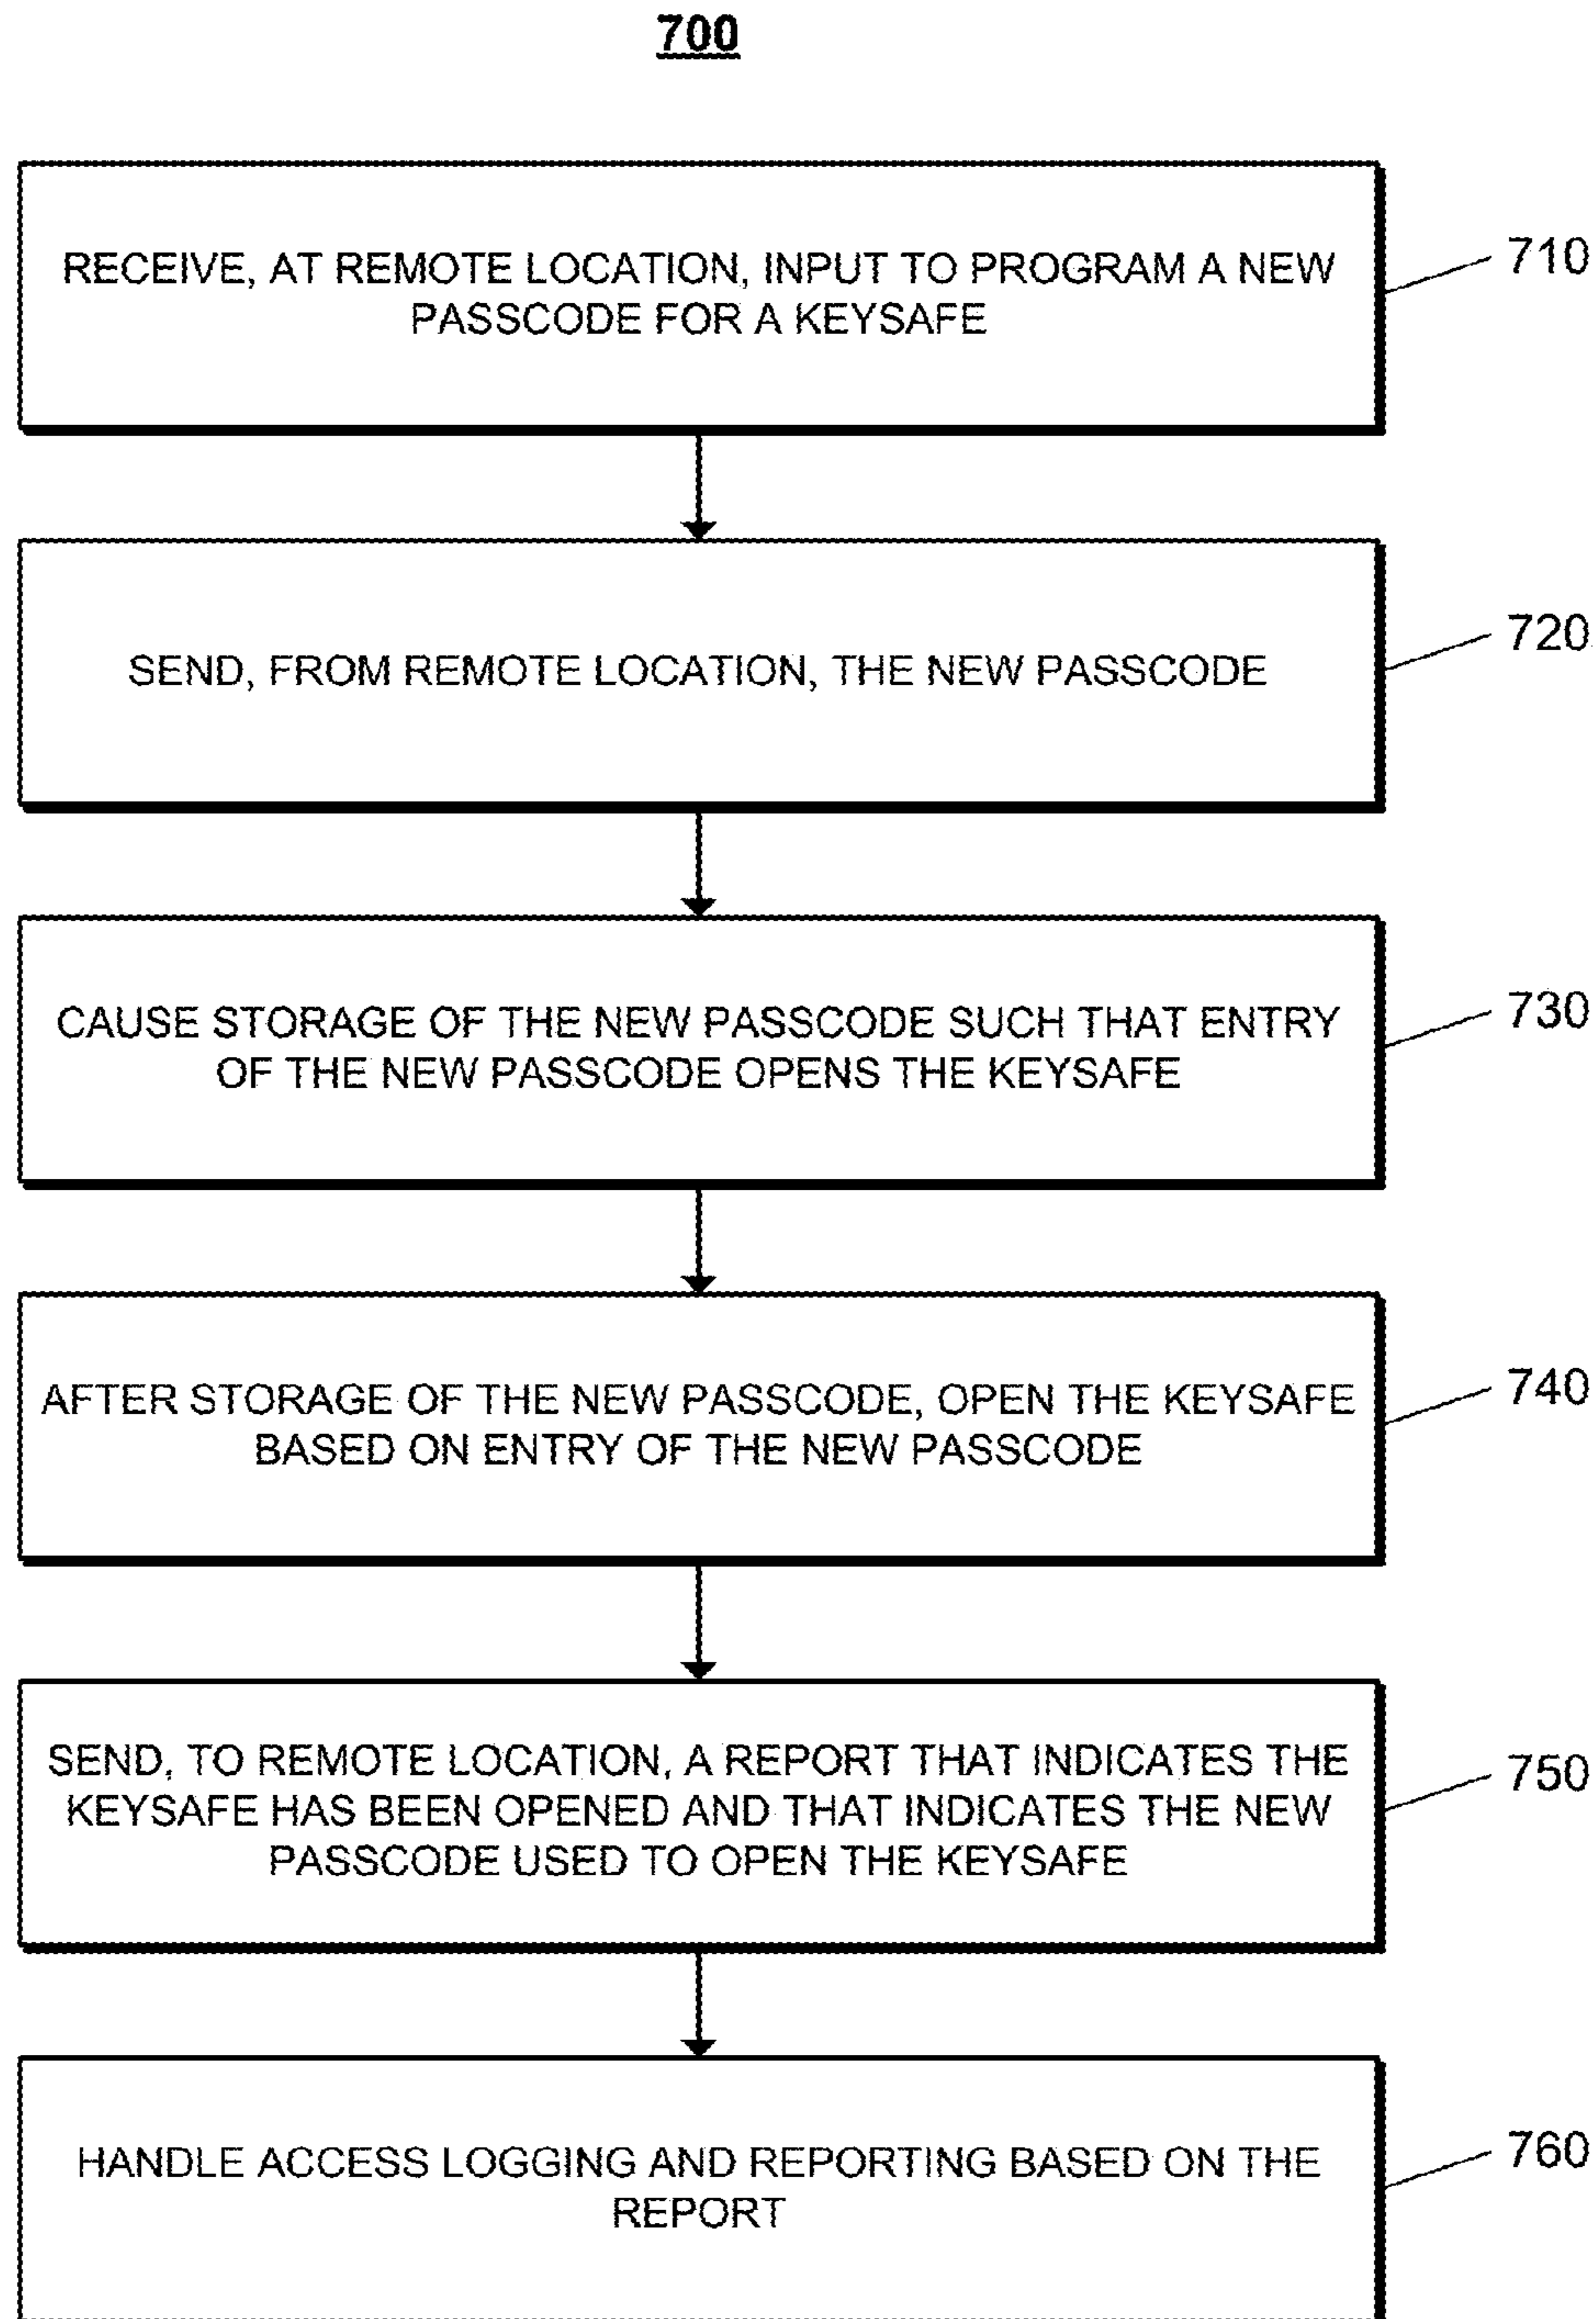 700
RECEIVE, AT REMOTE LOCATION, INPUT TO PROGRAM A NEW
PASSCODE FOR A KEYSAFE
710
SEND, FROM REMOTE LOCATION, THE NEW PASSCODE
720
CAUSE STORAGE OF THE NEW PASSCODE SUCH THAT ENTRY
OF THE NEW PASSCODE OPENS THE KEYSAFE
730
AFTER STORAGE OF THE NEW PASSCODE, OPEN THE KEYSAFE
BASED ON ENTRY OF THE NEW PASSCODE
740
SEND, TO REMOTE LOCATION, A REPORT THAT INDICATES THE
KEYSAFE HAS BEEN OPENED AND THAT INDICATES THE NEW
PASSCODE USED TO OPEN THE KEYSAFE
750
HANDLE ACCESS LOGGING AND REPORTING BASED ON THE
REPORT
760